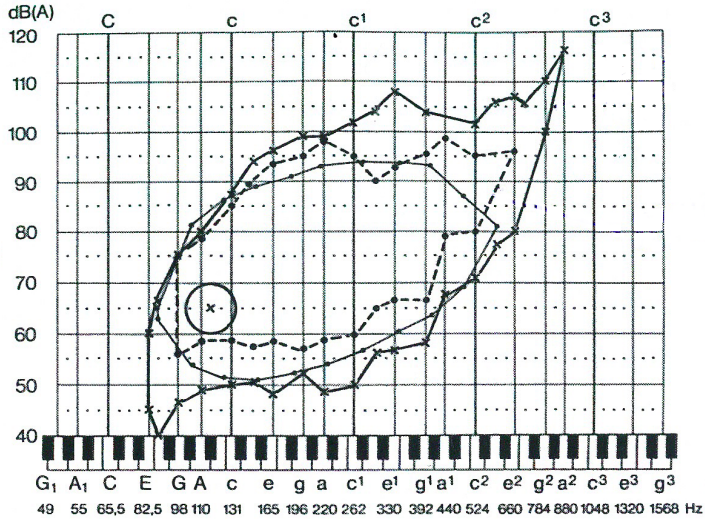 dB(A)
C c c¹ c² c³
120
110
100
90
80
70
60
50
40
G₁ A₁ C E G A c e g a c¹ e¹ g¹ a¹ c² e² g² a² c³ e³ g³
49 55 65,5 82,5 98 110 131 165 196 220 262 330 392 440 524 660 784 880 1048 1320 1568 Hz